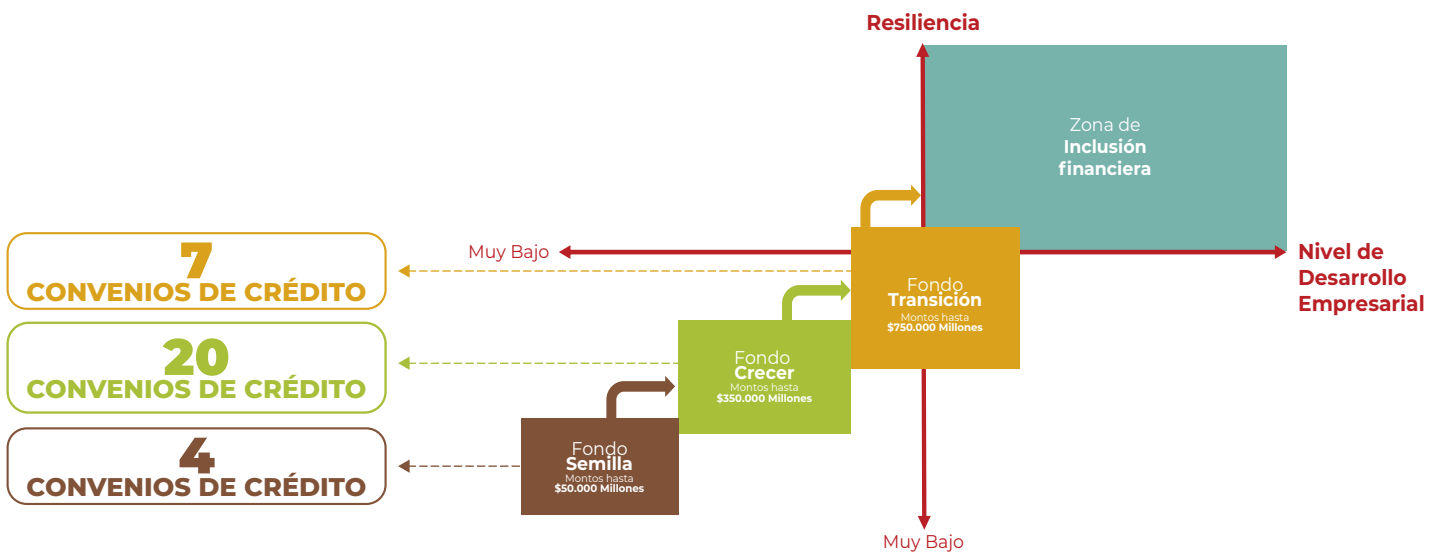 Resiliencia
Zona de
Inclusión
financiera
Muy Bajo
Nivel de
Desarrollo
Empresarial
7
CONVENIOS DE CRÉDITO
Fondo
Transición
Montos hasta
$750.000 Millones
20
CONVENIOS DE CRÉDITO
Fondo
Crecer
Montos hasta
$350.000 Millones
4
CONVENIOS DE CRÉDITO
Fondo
Semilla
Montos hasta
$50.000 Millones
Muy Bajo